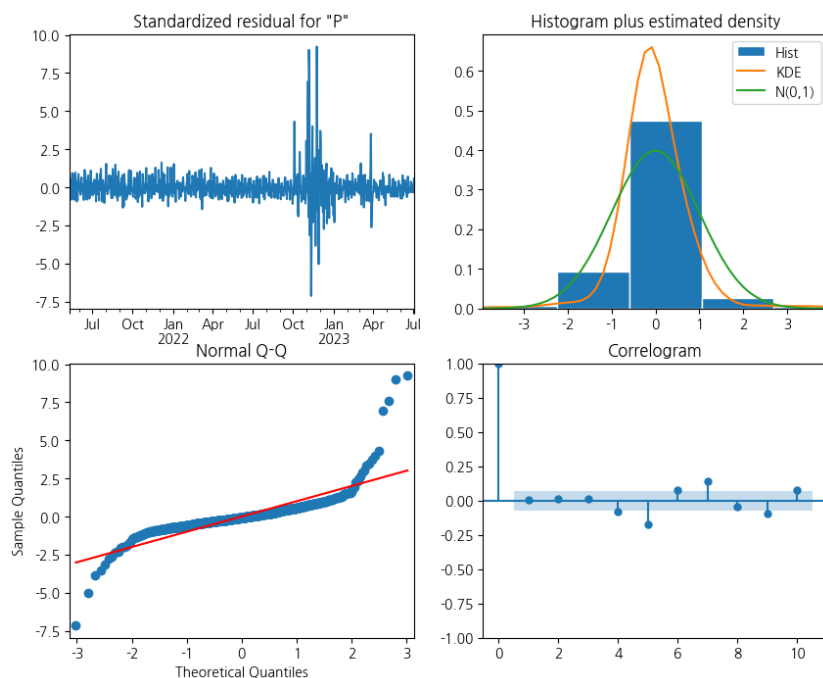 Standardized residual for "P"
10.0
7.5
5.0
2.5
0.0
-2.5
-5.0
-7.5
Jul Oct Jan Apr Jul Oct Jan Apr Jul
2022 2023
Histogram plus estimated density
Hist
KDE
N(0,1)
0.6
0.5
0.4
0.3
0.2
0.1
0.0
-3 -2 -1 0 1 2 3
Normal Q-Q
Sample Quantiles
10.0
7.5
5.0
2.5
0.0
-2.5
-5.0
-7.5
-3 -2 -1 0 1 2 3
Theoretical Quantiles
Correlogram
1.00
0.75
0.50
0.25
0.00
-0.25
-0.50
-0.75
-1.00
0 2 4 6 8 10